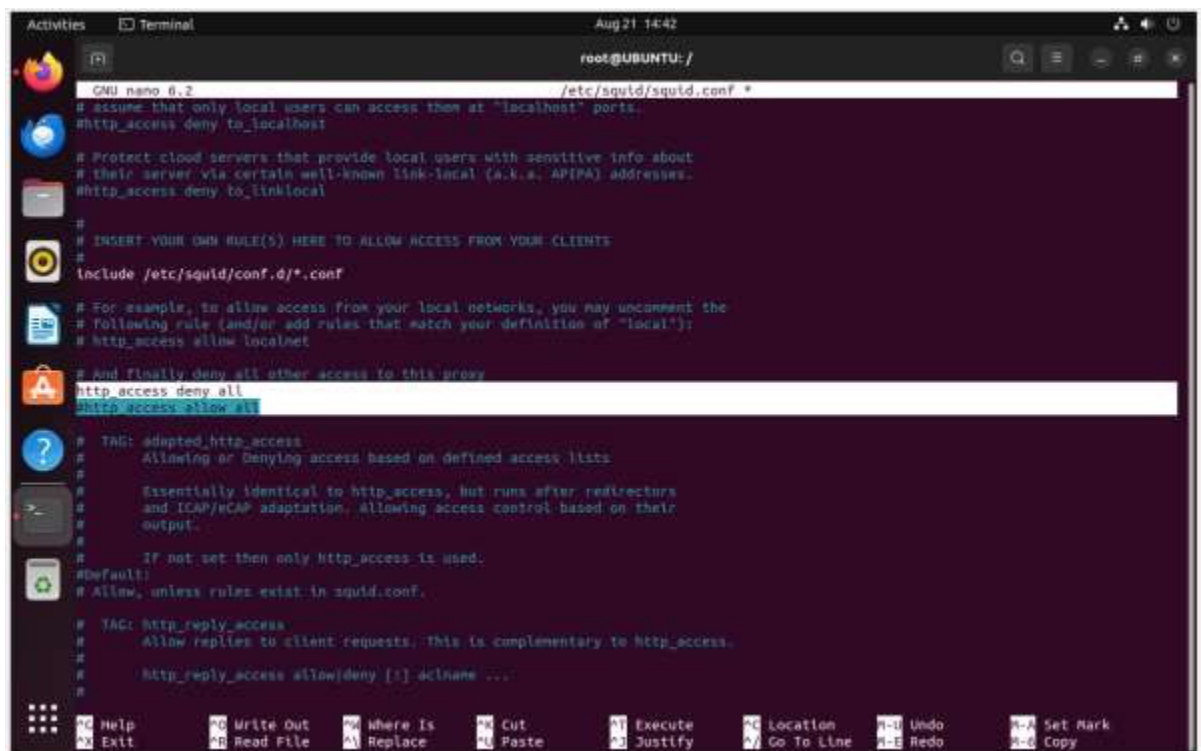 Activities Terminal Aug 21 14:42
root@UBUNTU: /
GNU nano 6.2 /etc/squid/squid.conf *
# assume that only local users can access them at "localhost" ports.
#http_access deny to_localhost
# Protect cloud servers that provide local users with sensitive info about
# their server via certain well-known link-local (a.k.a. APIPA) addresses.
#http_access deny to_linklocal
#
# INSERT YOUR OWN RULE(S) HERE TO ALLOW ACCESS FROM YOUR CLIENTS
#
include /etc/squid/conf.d/*.conf
# For example, to allow access from your local networks, you may uncomment the
# following rule (and/or add rules that match your definition of "local"):
# http_access allow localnet
# And finally deny all other access to this proxy
http_access deny all
#http_access allow all
# TAG: adapted_http_access
# Allowing or Denying access based on defined access lists
#
# Essentially identical to http_access, but runs after redirectors
# and ICAP/eCAP adaptation. Allowing access control based on their
# output.
#
# If not set then only http_access is used.
#Default:
# Allow, unless rules exist in squid.conf.
# TAG: http_reply_access
# Allow replies to client requests. This is complementary to http_access.
#
# http_reply_access allow|deny [!] aclname ...
#
^G Help ^O Write Out ^W Where Is ^K Cut ^T Execute ^C Location M-U Undo M-A Set Mark
^X Exit ^R Read File ^\ Replace ^U Paste ^J Justify ^/ Go To Line M-E Redo M-6 Copy